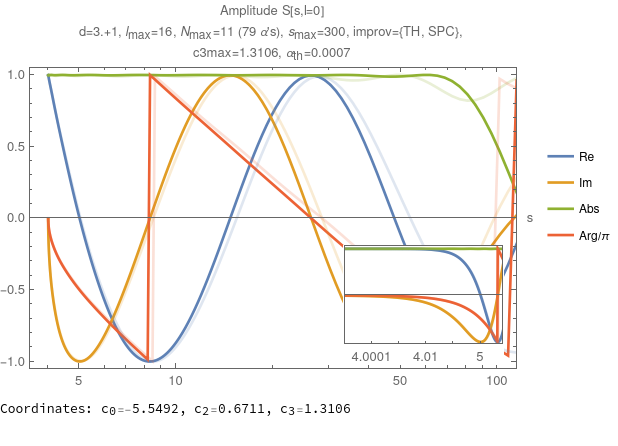 Amplitude S[s,l=0]
d=3.+1, lmax=16, Nmax=11 (79 α's), smax=300, improv={TH, SPC},
c3max=1.3106, αth=0.0007
1.0
0.5
0.0
−0.5
−1.0
5
10
50
100
s
4.0001
4.01
5
Re
Im
Abs
Arg/π
Coordinates: c0=-5.5492, c2=0.6711, c3=1.3106